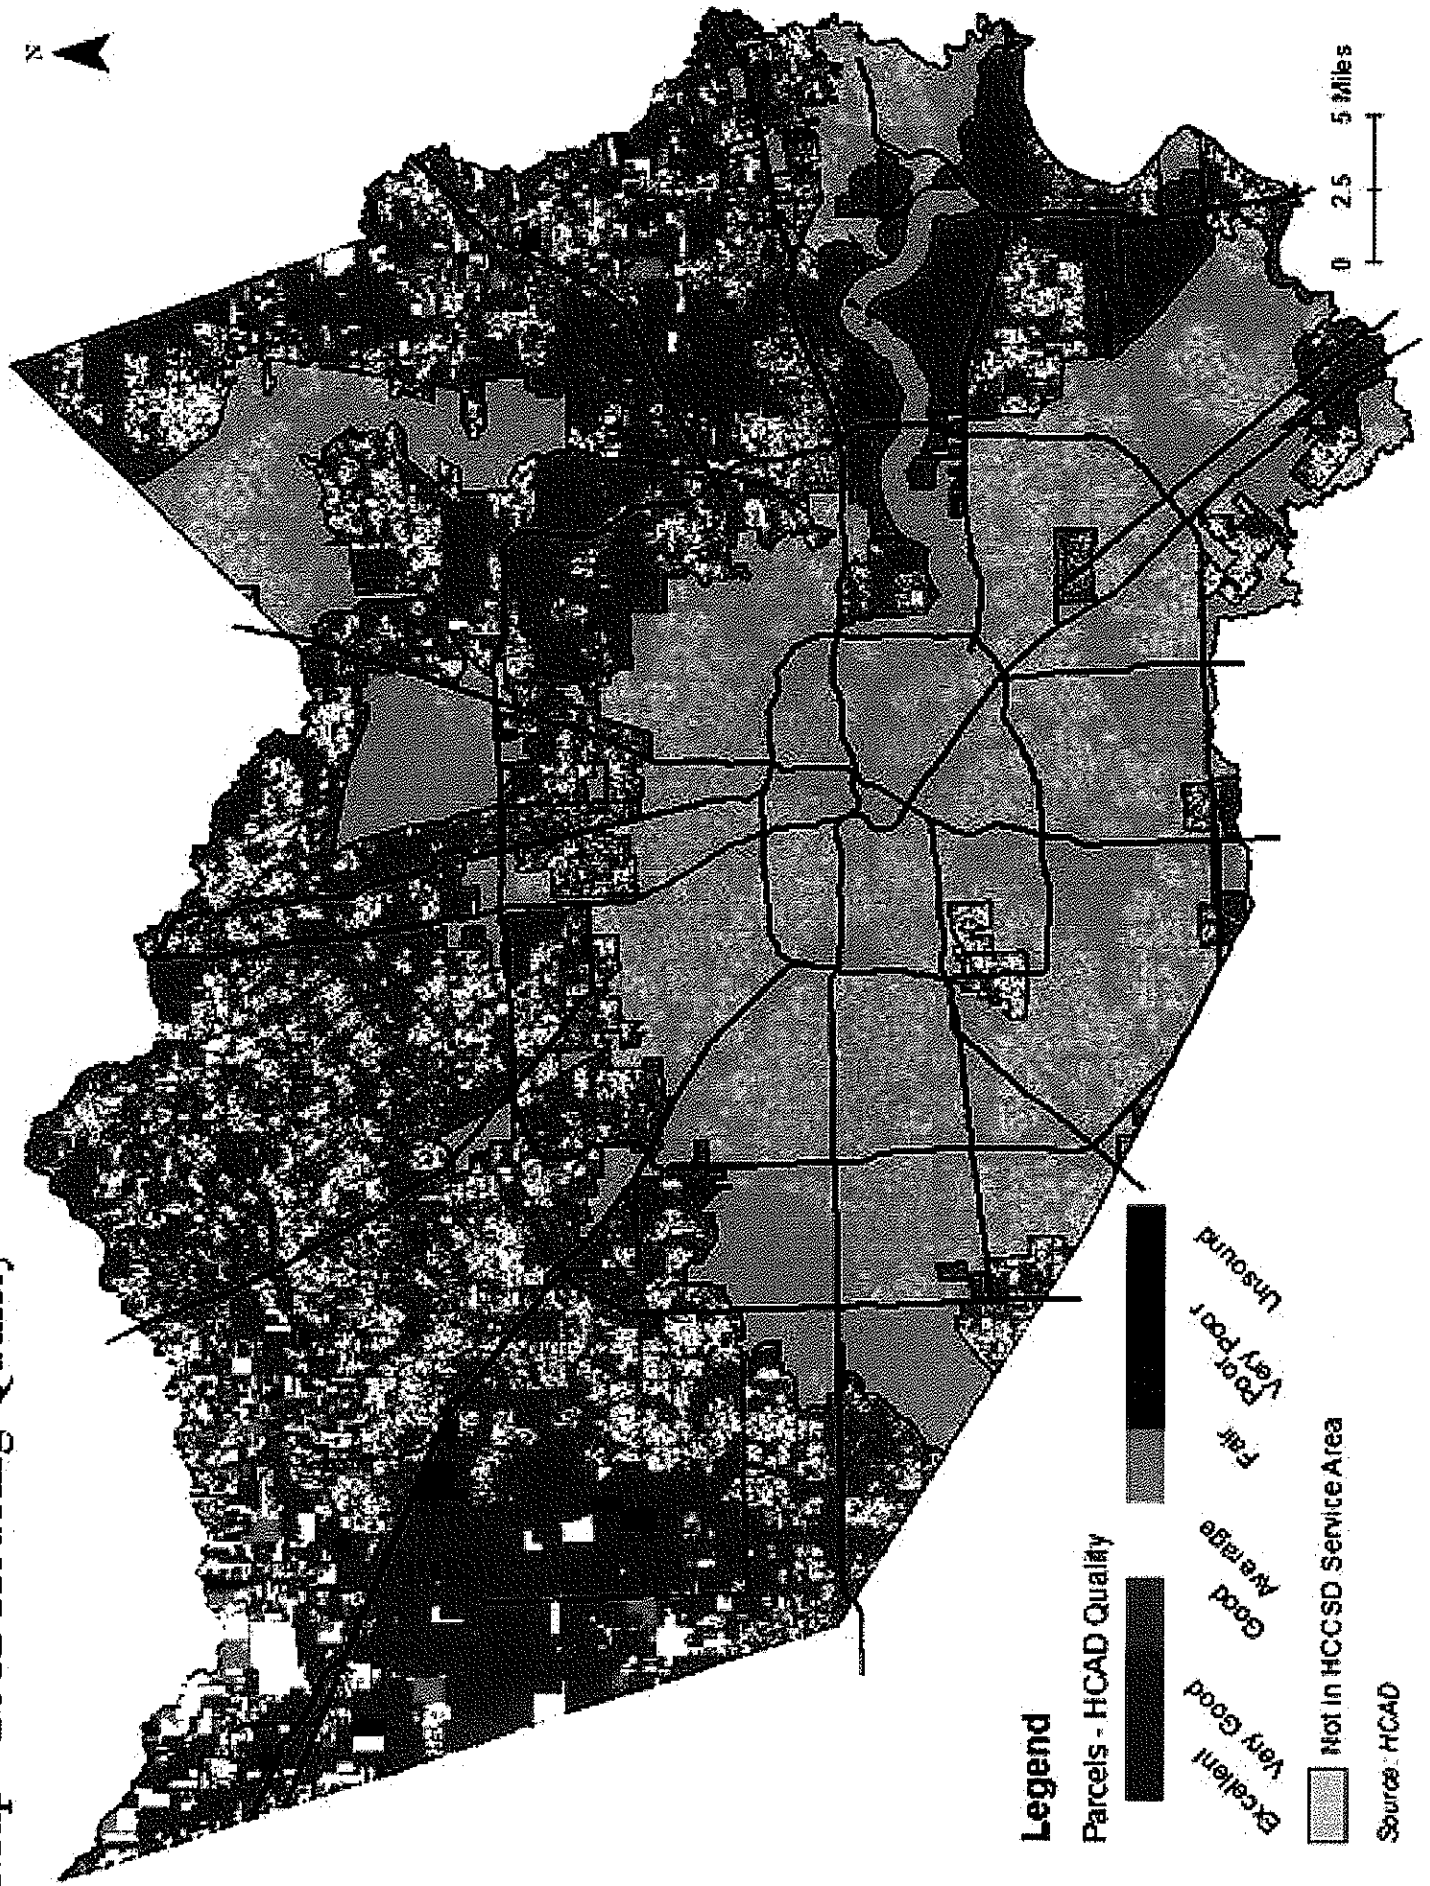 N
0 2.5 5 Miles
Legend
Parcels - HCAD Quality
Excellent
Very Good
Good
Average
Fair
Poor
Very Poor
Unsound
Not in HCCSD Service Area
Source: HCAD